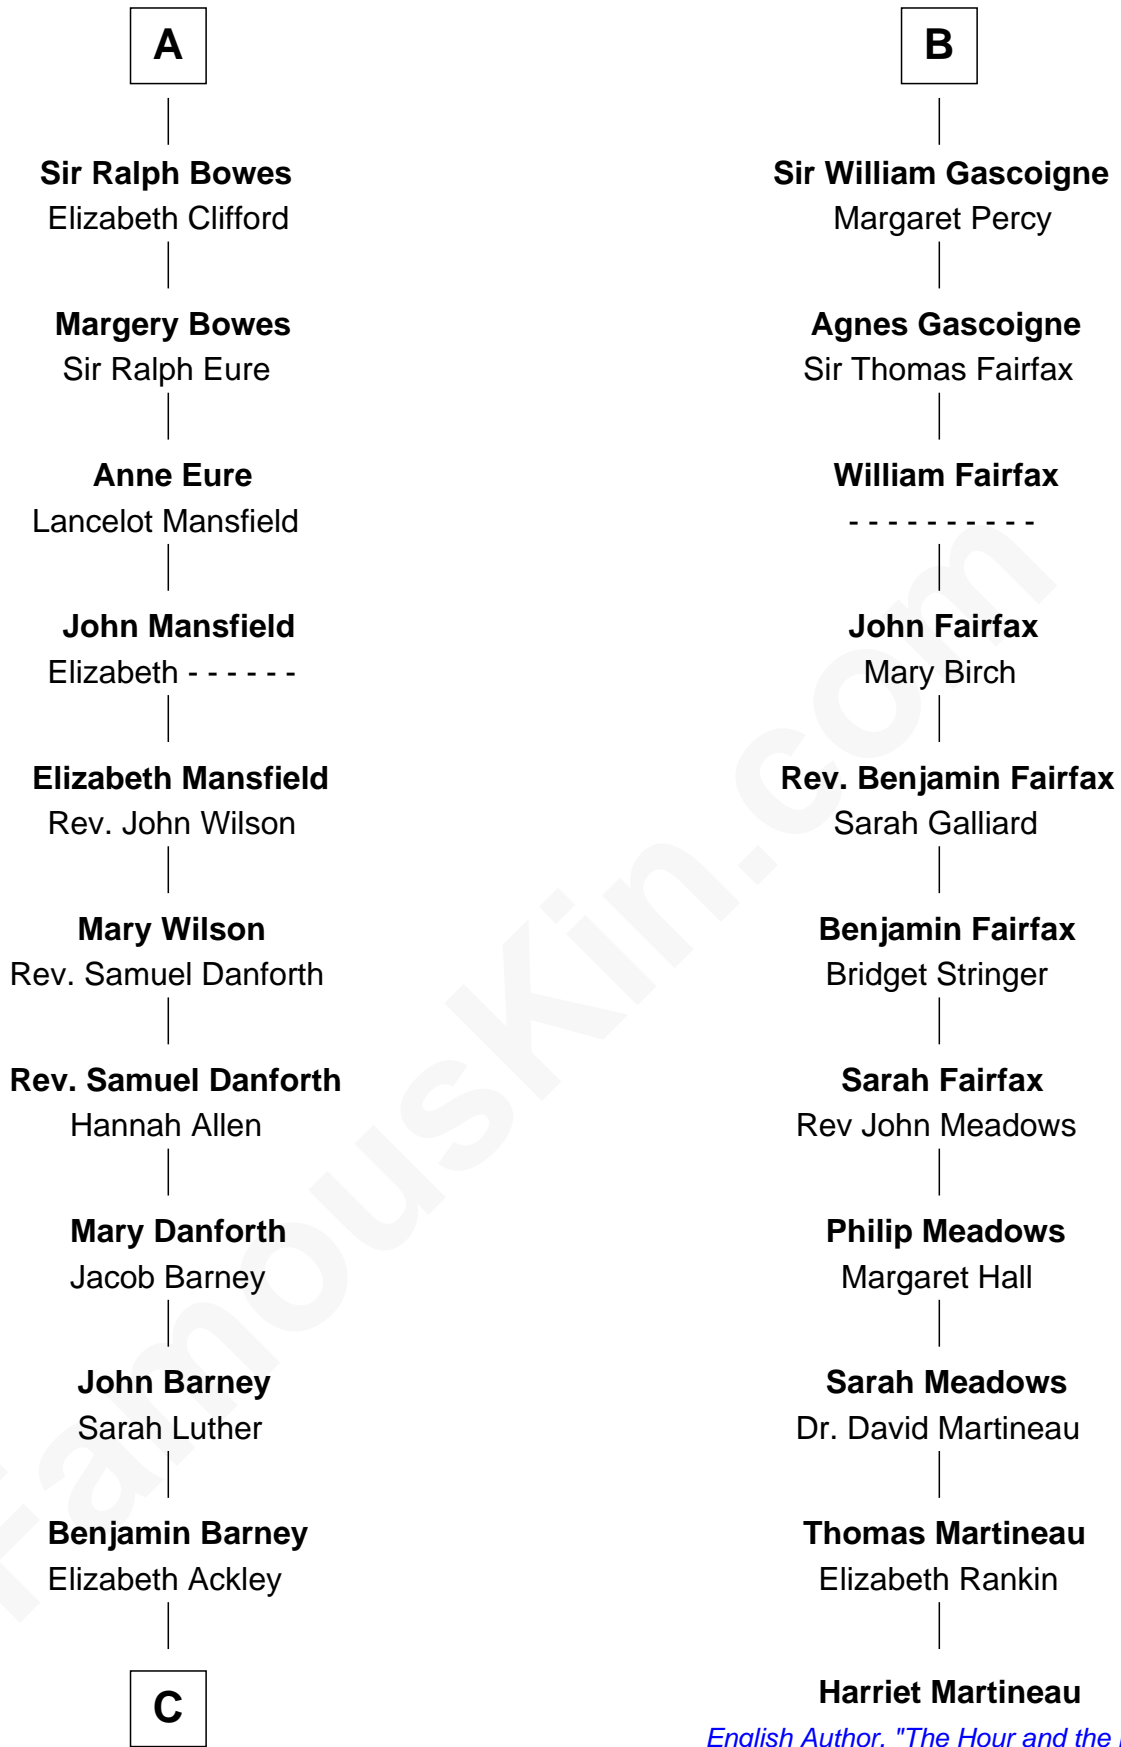 A
Sir Ralph Bowes
Elizabeth Clifford
Margery Bowes
Sir Ralph Eure
Anne Eure
Lancelot Mansfield
John Mansfield
Elizabeth - - - - - -
Elizabeth Mansfield
Rev. John Wilson
Mary Wilson
Rev. Samuel Danforth
Rev. Samuel Danforth
Hannah Allen
Mary Danforth
Jacob Barney
John Barney
Sarah Luther
Benjamin Barney
Elizabeth Ackley
C
B
Sir William Gascoigne
Margaret Percy
Agnes Gascoigne
Sir Thomas Fairfax
William Fairfax
- - - - - - - - - -
John Fairfax
Mary Birch
Rev. Benjamin Fairfax
Sarah Galliard
Benjamin Fairfax
Bridget Stringer
Sarah Fairfax
Rev John Meadows
Philip Meadows
Margaret Hall
Sarah Meadows
Dr. David Martineau
Thomas Martineau
Elizabeth Rankin
Harriet Martineau
English Author, "The Hour and the
FamousKin.com